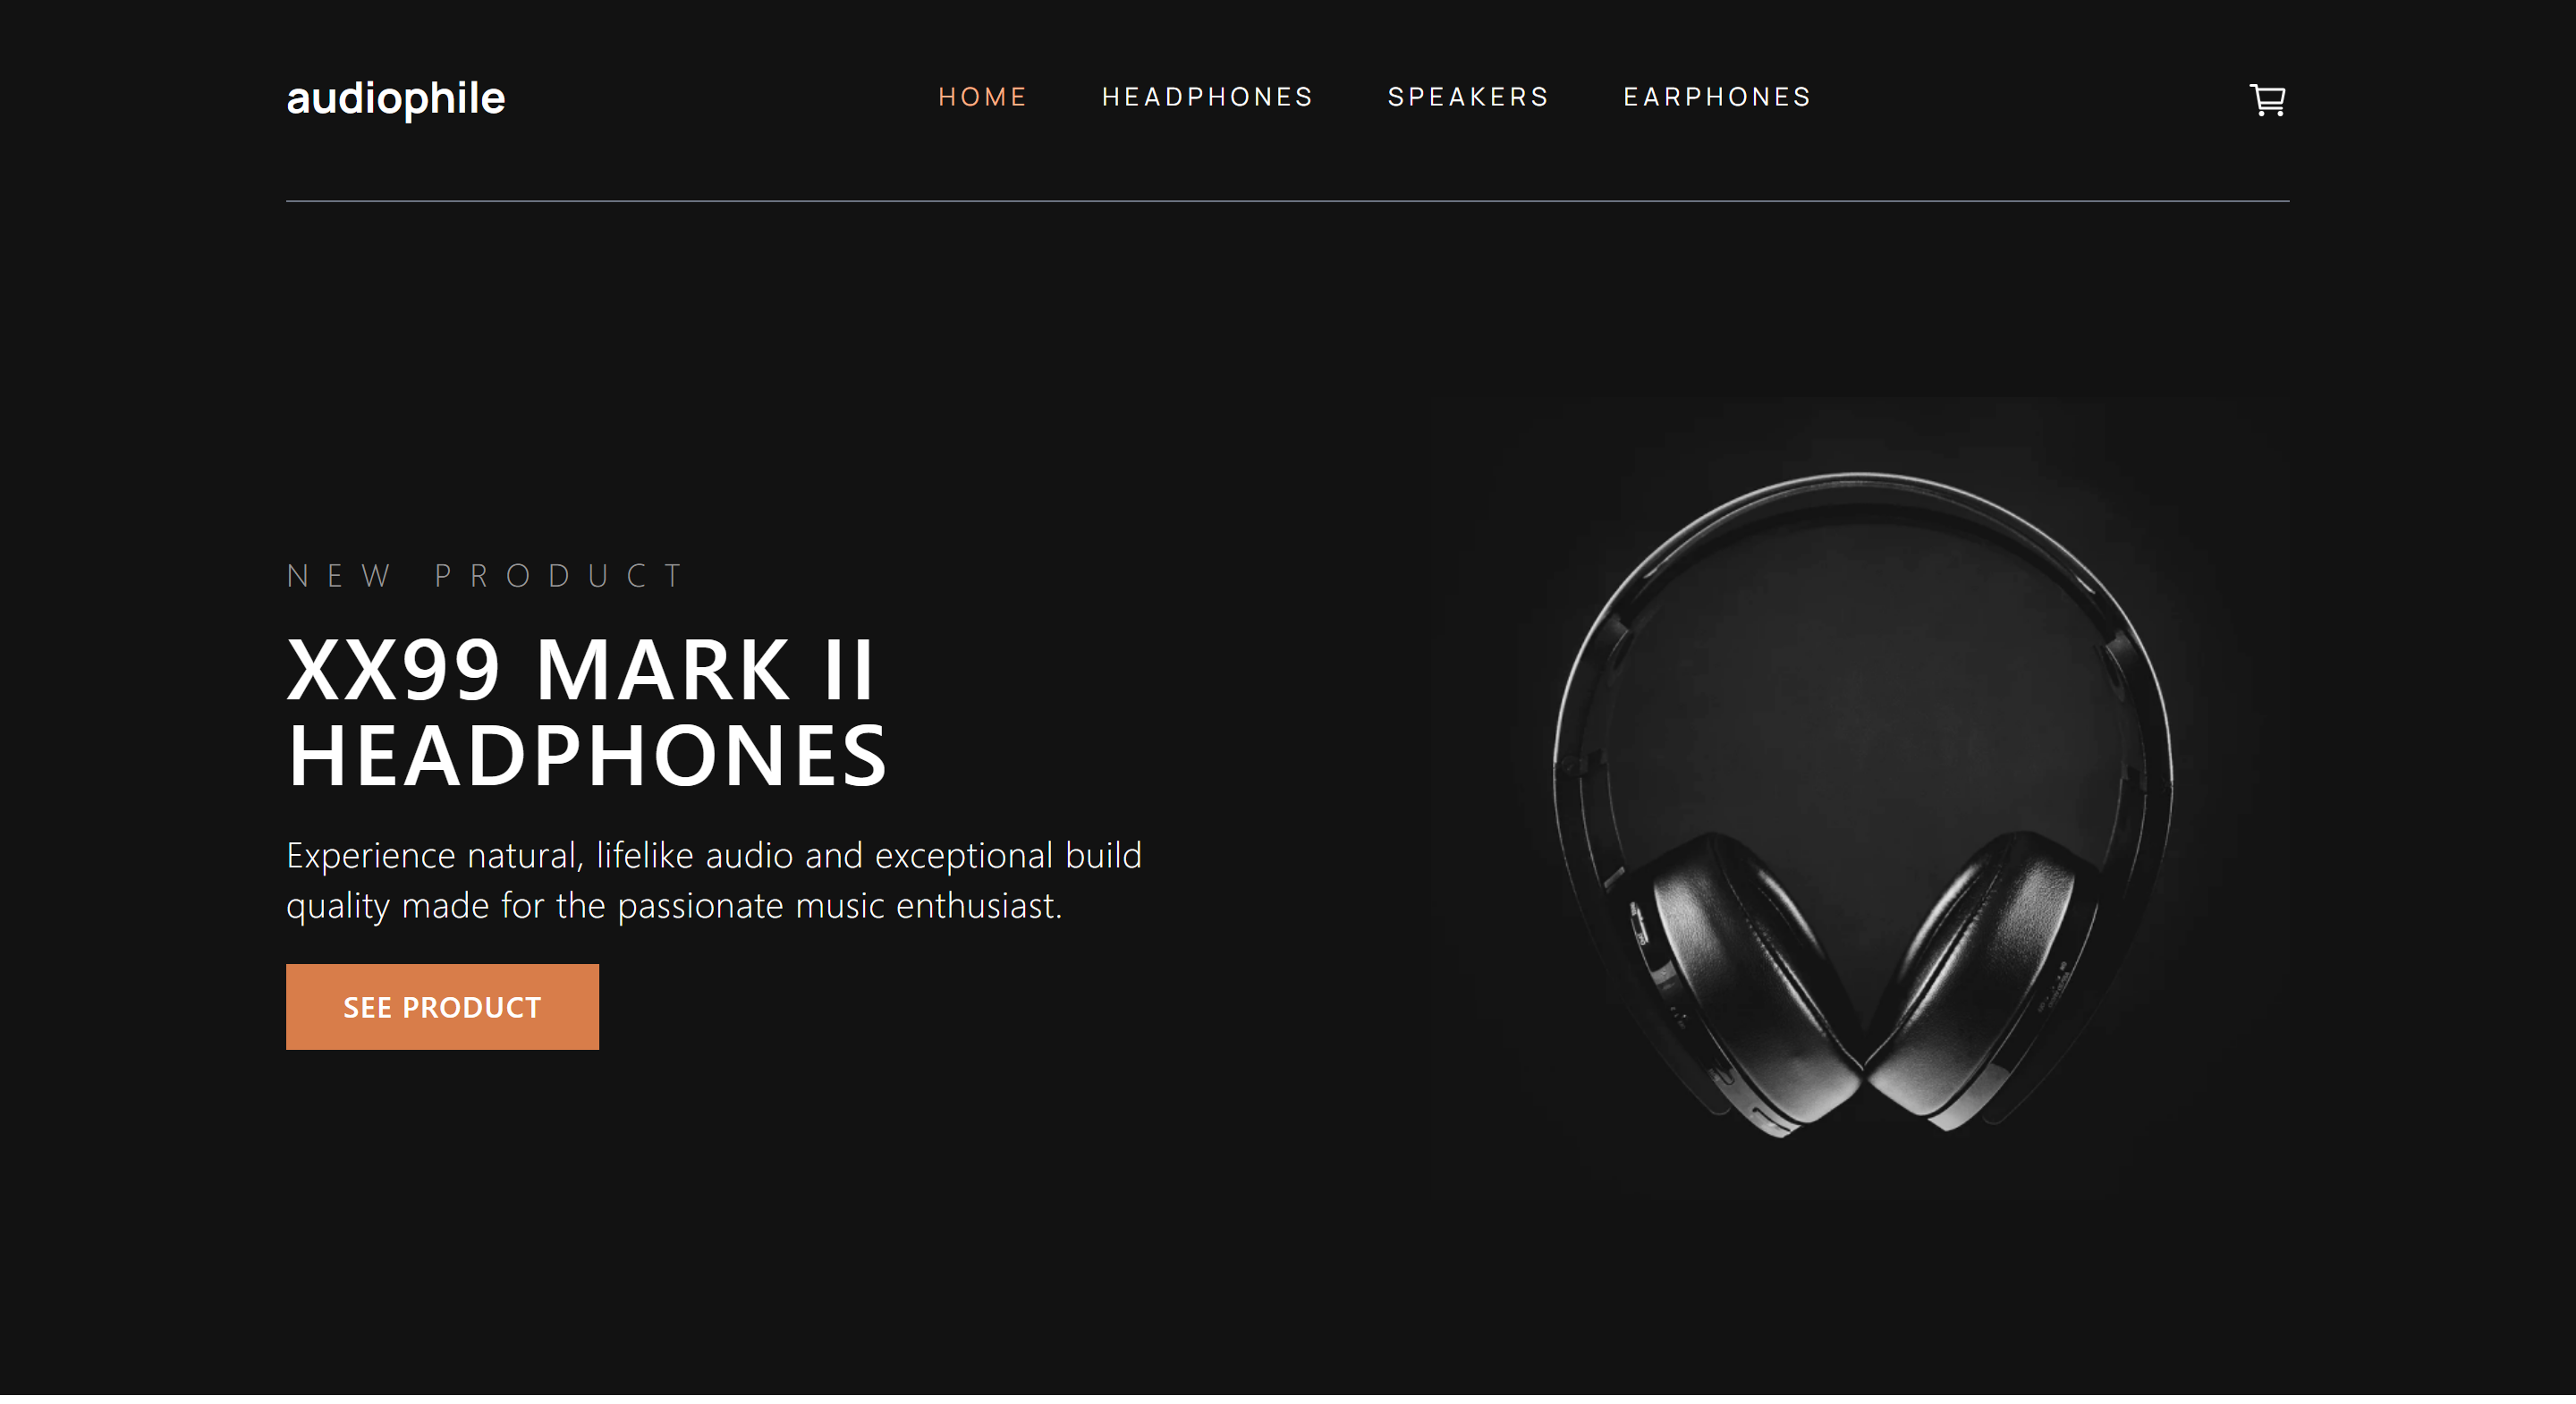 audiophile
HOME HEADPHONES SPEAKERS EARPHONES
NEW PRODUCT
XX99 MARK II
HEADPHONES
Experience natural, lifelike audio and exceptional build
quality made for the passionate music enthusiast.
SEE PRODUCT